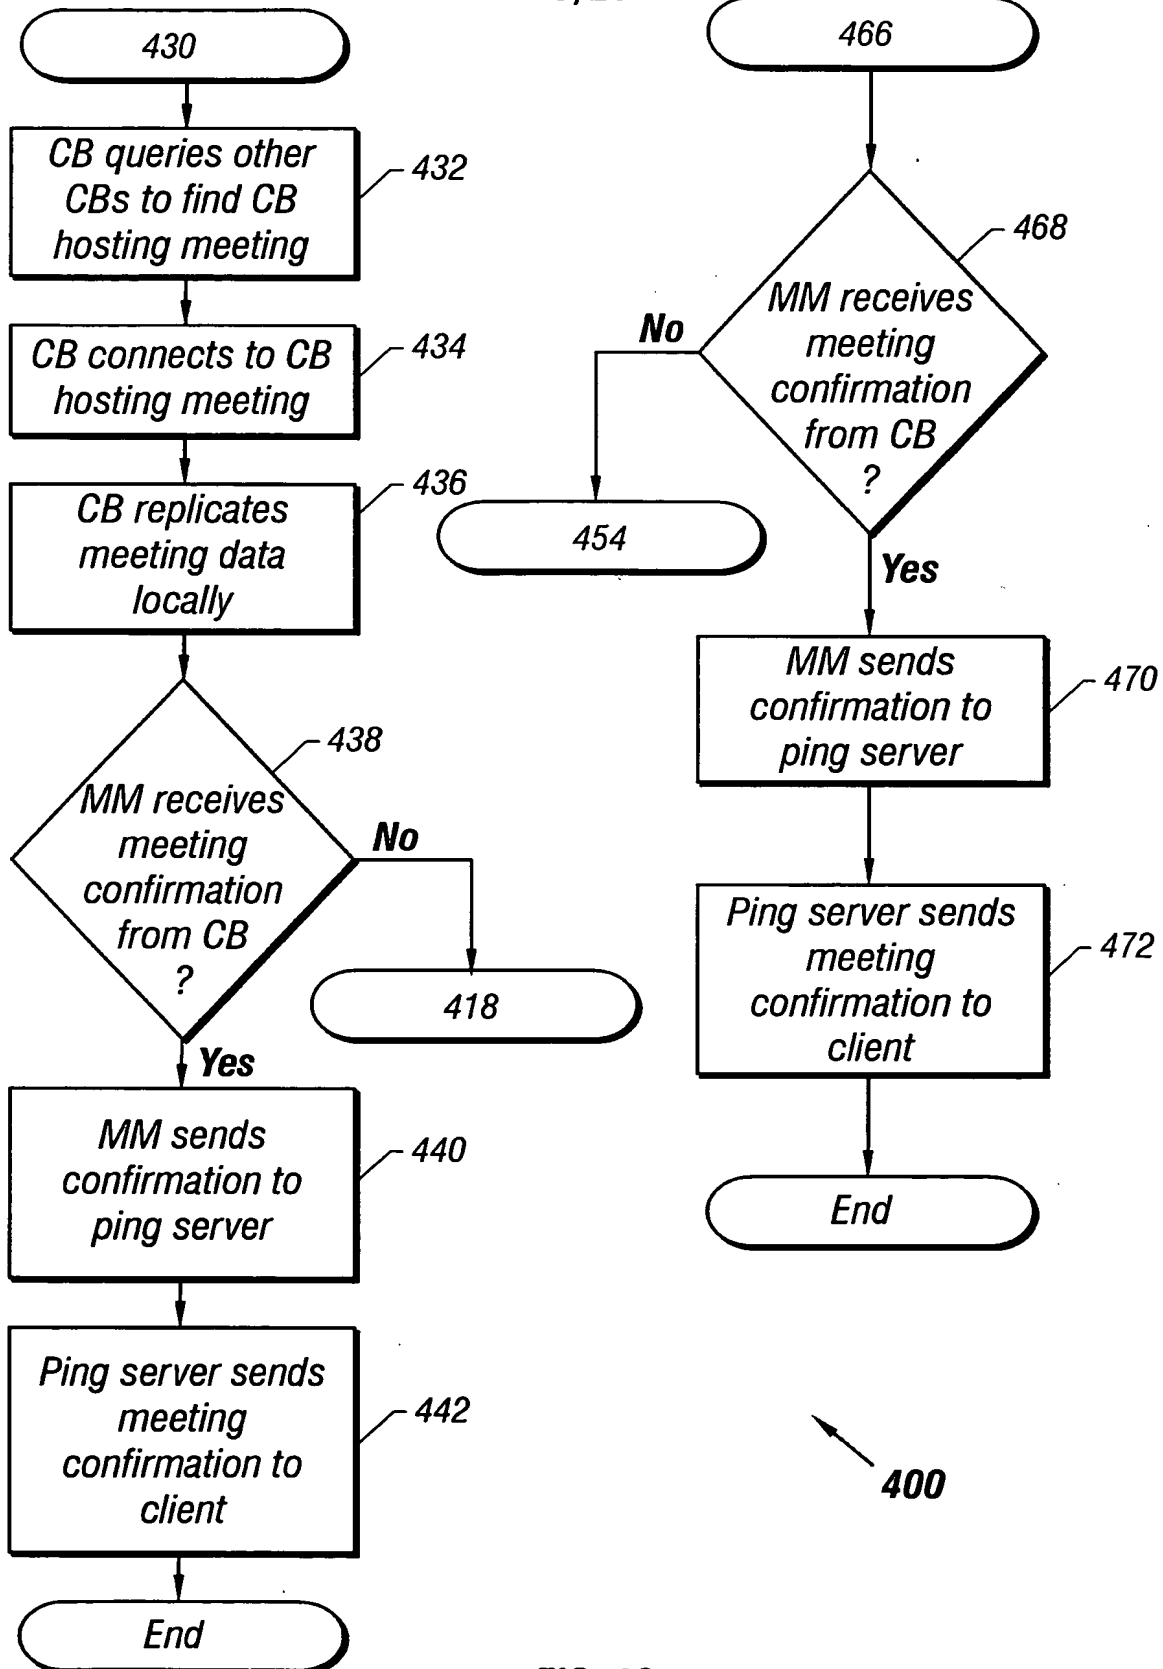 430
CB queries other
CBs to find CB
hosting meeting
432
CB connects to CB
hosting meeting
434
CB replicates
meeting data
locally
436
MM receives
meeting
confirmation
from CB
?
438
No
418
Yes
MM sends
confirmation to
ping server
440
Ping server sends
meeting
confirmation to
client
442
End
466
MM receives
meeting
confirmation
from CB
?
468
No
454
Yes
MM sends
confirmation to
ping server
470
Ping server sends
meeting
confirmation to
client
472
End
400